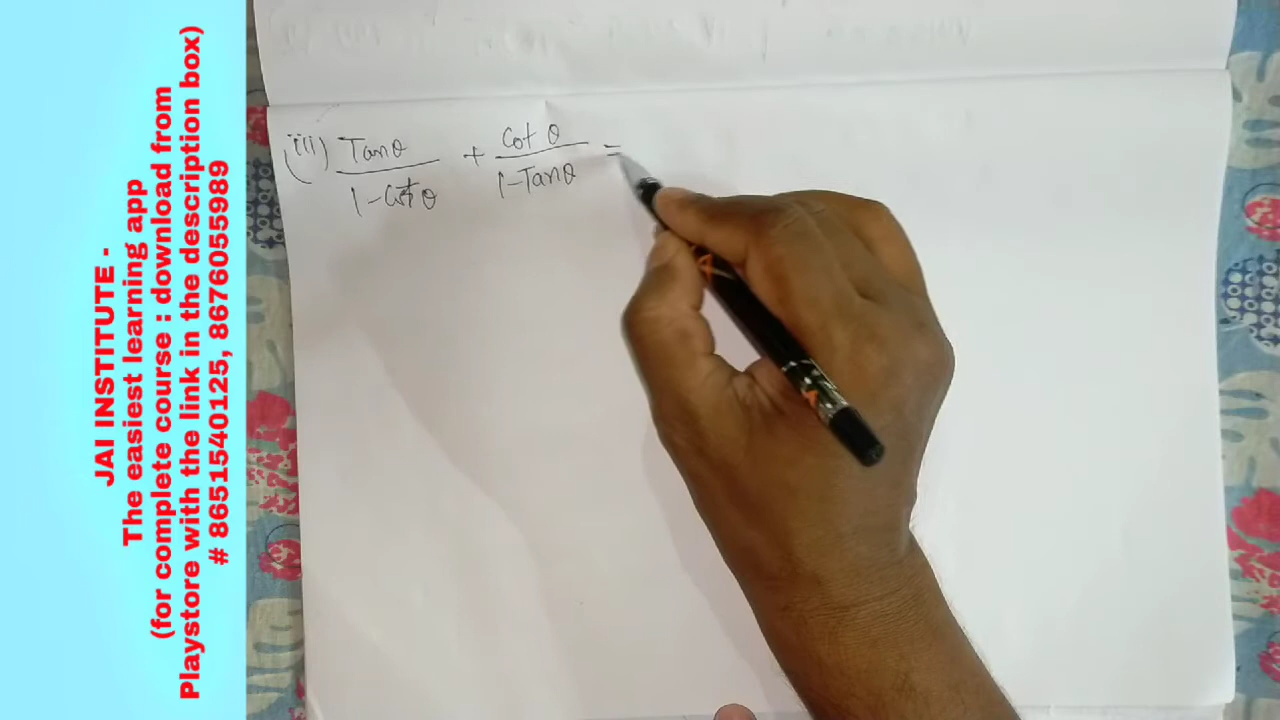 JAI INSTITUTE -
The easiest learning app
(for complete course : download from
Playstore with the link in the description box)
# 8651540125, 8676055989
(iii) Tanθ / 1-Cotθ + Cot θ / 1-Tanθ =